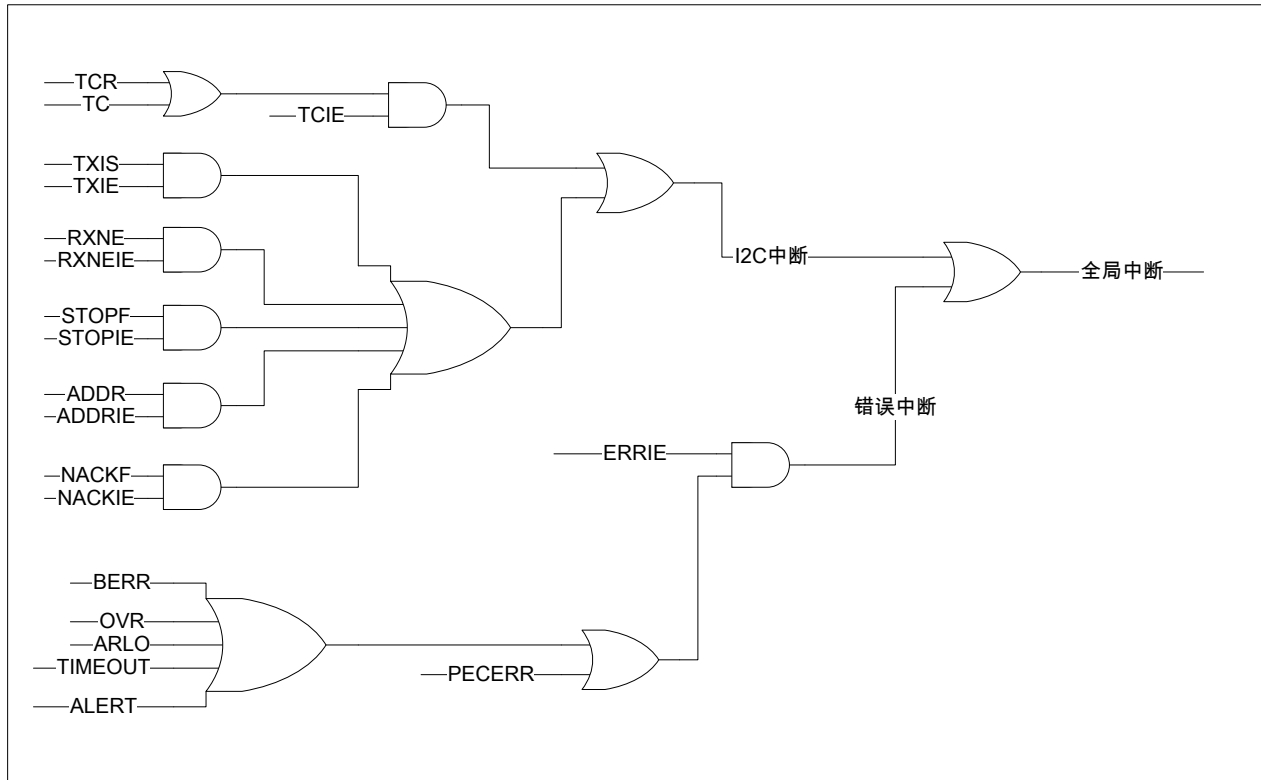 TCR
TC
TCIE
TXIS
TXIE
RXNE
RXNEIE
I2C中断
全局中断
STOPF
STOPIE
ADDR
ADDRIE
错误中断
ERRIE
NACKF
NACKIE
BERR
OVR
ARLO
TIMEOUT
PECERR
ALERT